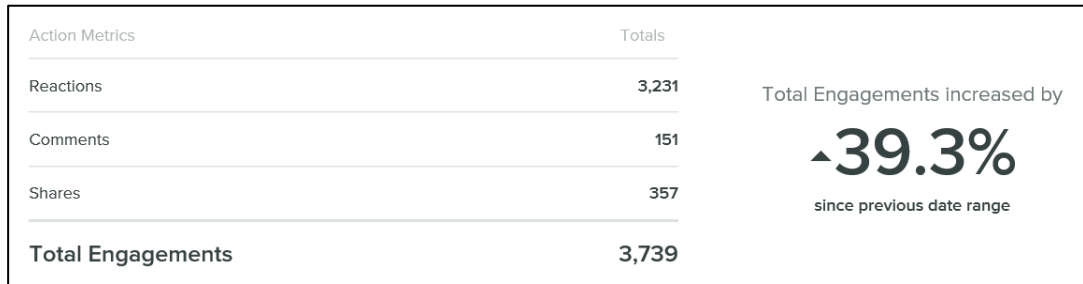 Action Metrics Totals
Reactions 3,231
Comments 151
Shares 357
Total Engagements 3,739
Total Engagements increased by
39.3%
since previous date range